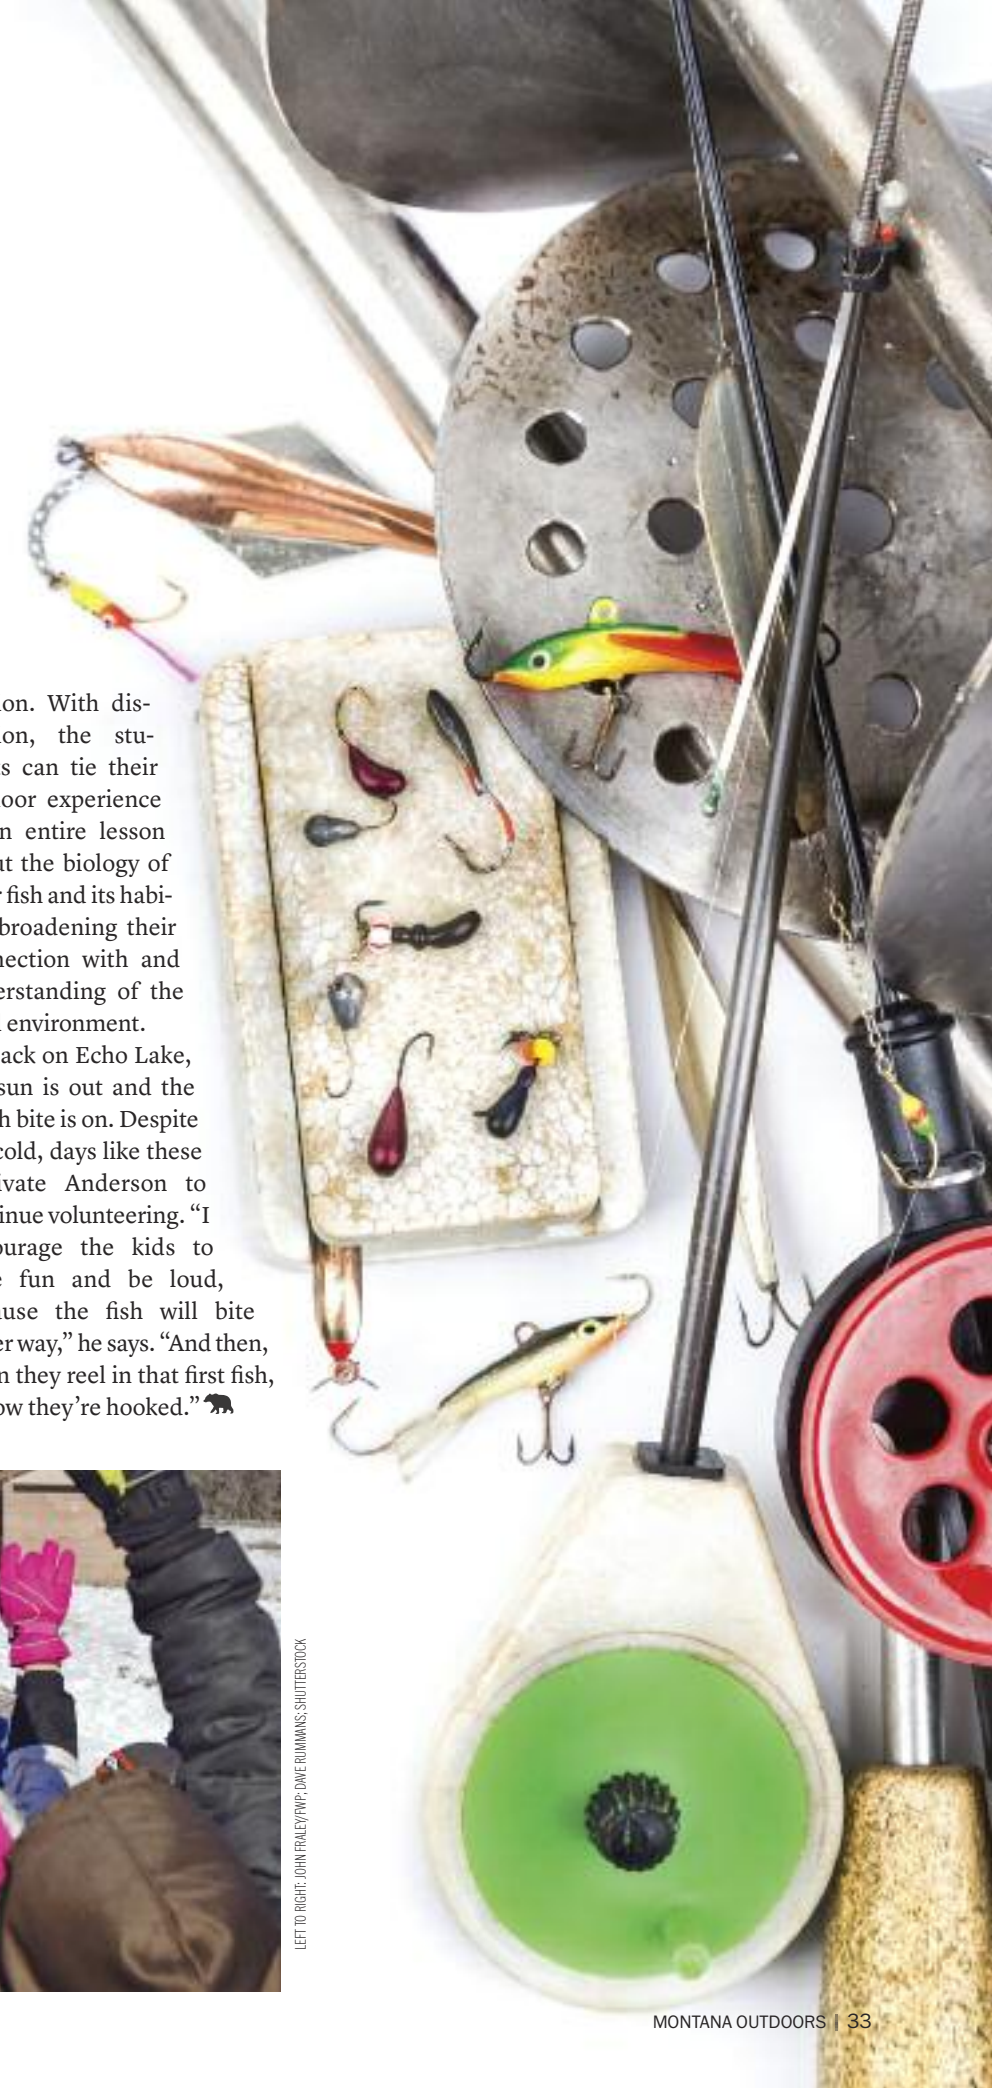 on. With dis-
on, the stu-
s can tie their
oor experience
n entire lesson
ut the biology of
r fish and its habi-
broadening their
nection with and
erstanding of the
environment.
ack on Echo Lake,
sun is out and the
h bite is on. Despite
cold, days like these
ivate Anderson to
inue volunteering. “I
ourage the kids to
e fun and be loud,
use the fish will bite
er way,” he says. “And then,
n they reel in that first fish,
ow they’re hooked.”
LEFT TO RIGHT: JOHN FRALEY/FWP; DAVE RUMMANS; SHUTTERSTOCK
MONTANA OUTDOORS | 33